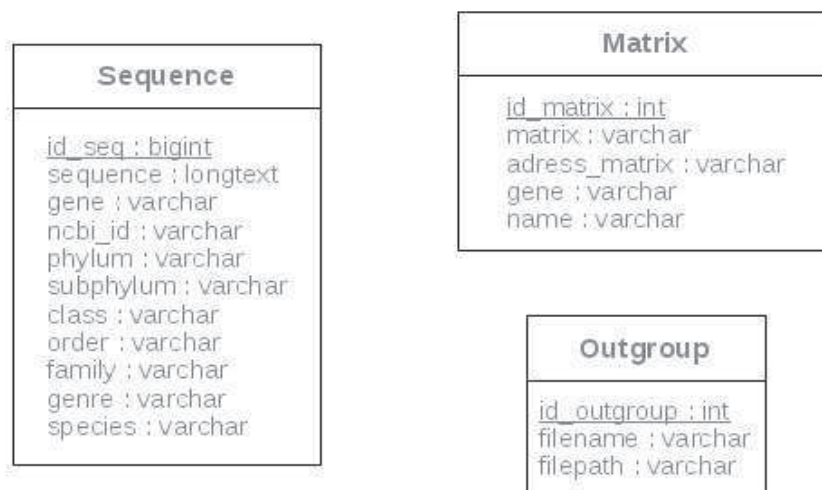 Sequence
id_seq : bigint
sequence : longtext
gene : varchar
ncbi_id : varchar
phylum : varchar
subphylum : varchar
class : varchar
order : varchar
family : varchar
genre : varchar
species : varchar
Matrix
id_matrix : int
matrix : varchar
adress_matrix : varchar
gene : varchar
name : varchar
Outgroup
id_outgroup : int
filename : varchar
filepath : varchar